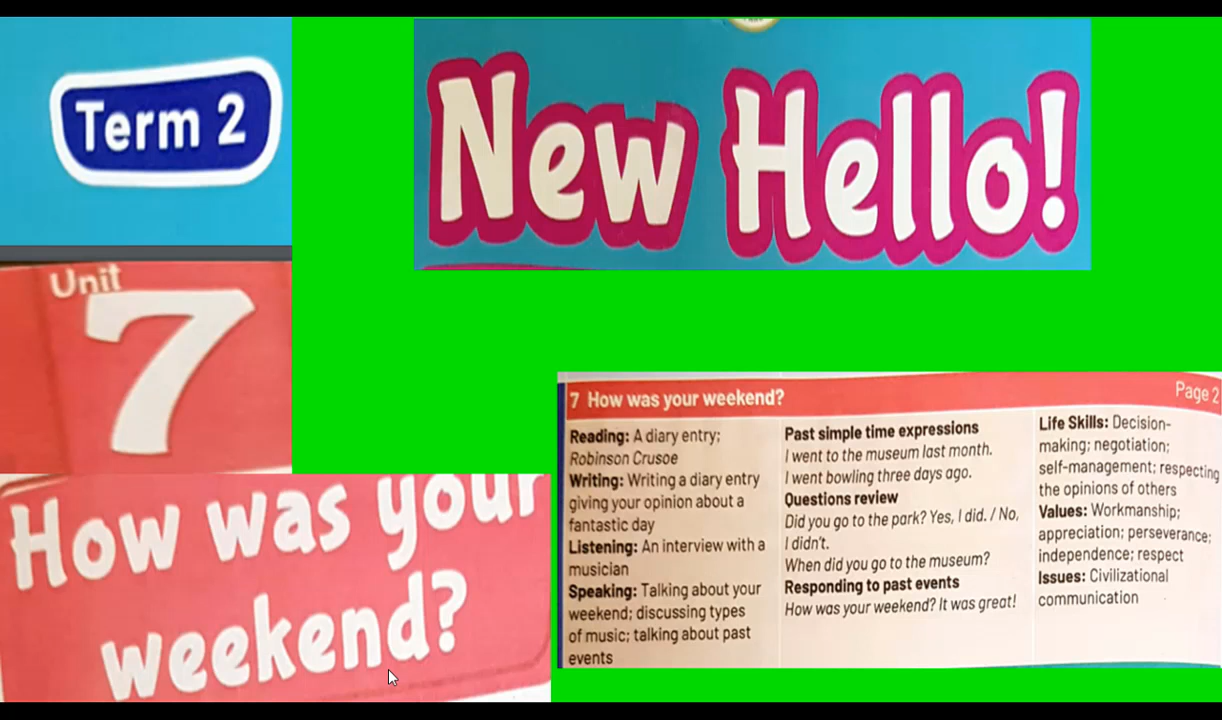 Term 2
New Hello!
Unit
7
How was your
weekend?
7 How was your weekend?
Page 2
Reading: A diary entry;
Robinson Crusoe
Writing: Writing a diary entry
giving your opinion about a
fantastic day
Listening: An interview with a
musician
Speaking: Talking about your
weekend; discussing types
of music; talking about past
events
Past simple time expressions
I went to the museum last month.
I went bowling three days ago.
Questions review
Did you go to the park? Yes, I did. / No,
I didn't.
When did you go to the museum?
Responding to past events
How was your weekend? It was great!
Life Skills: Decision-
making; negotiation;
self-management; respecting
the opinions of others
Values: Workmanship;
appreciation; perseverance;
independence; respect
Issues: Civilizational
communication